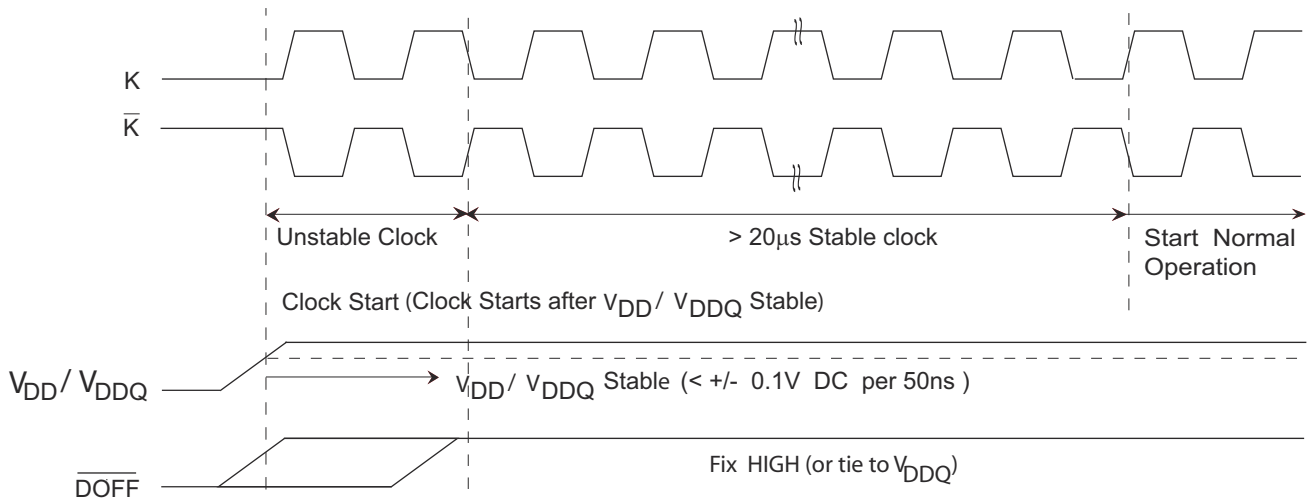 K
K̅
Unstable Clock
> 20µs Stable clock
Start Normal
Operation
Clock Start (Clock Starts after VDD / VDDQ Stable)
VDD / VDDQ
VDD / VDDQ Stable (< +/- 0.1V DC per 50ns )
D̅O̅F̅F̅
Fix HIGH (or tie to VDDQ)